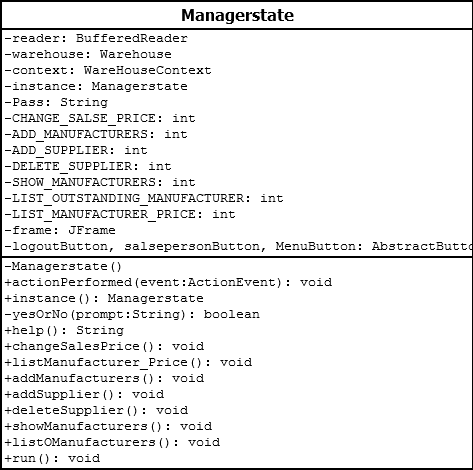 Managerstate
-reader: BufferedReader
-warehouse: Warehouse
-context: WareHouseContext
-instance: Managerstate
-Pass: String
-CHANGE_SALSE_PRICE: int
-ADD_MANUFACTURERS: int
-ADD_SUPPLIER: int
-DELETE_SUPPLIER: int
-SHOW_MANUFACTURERS: int
-LIST_OUTSTANDING_MANUFACTURER: int
-LIST_MANUFACTURER_PRICE: int
-frame: JFrame
-logoutButton, salsepersonButton, MenuButton: AbstractButto
-Managerstate()
+actionPerformed(event:ActionEvent): void
+instance(): Managerstate
-yesOrNo(prompt:String): boolean
+help(): String
+changeSalesPrice(): void
+listManufacturer_Price(): void
+addManufacturers(): void
+addSupplier(): void
+deleteSupplier(): void
+showManufacturers(): void
+listOManufacturers(): void
+run(): void